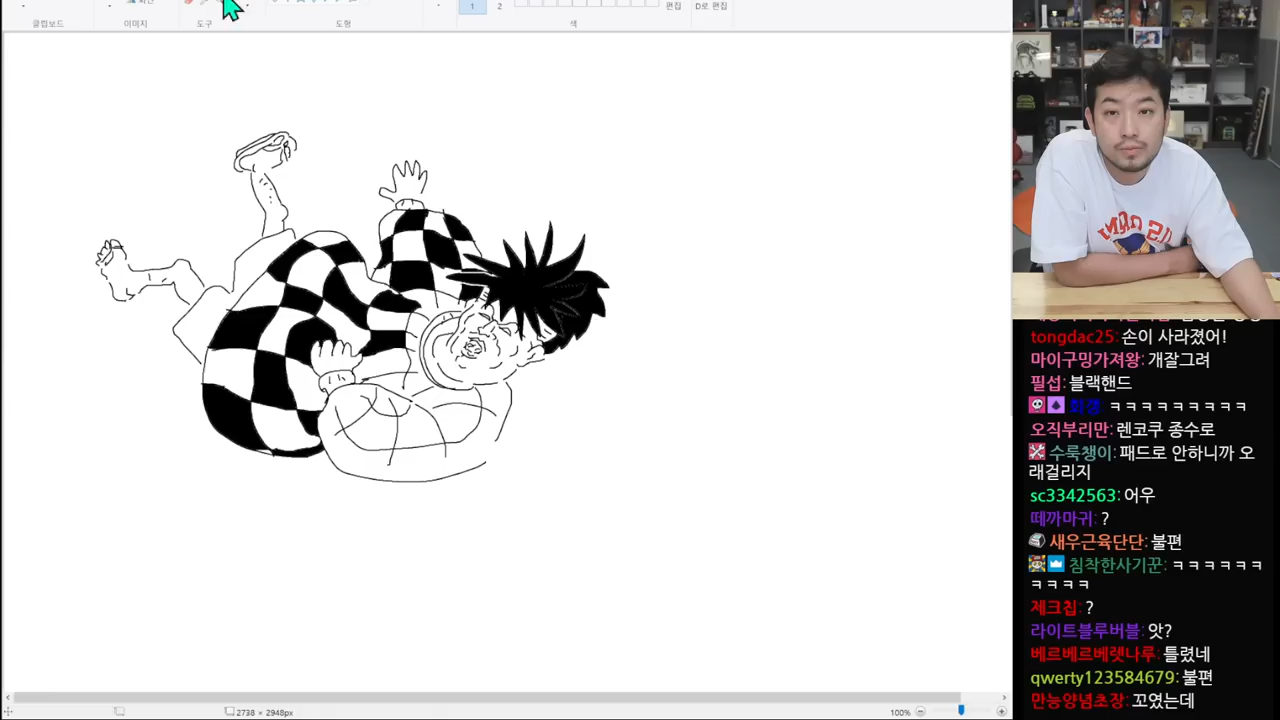 1
2
편집
D로 편집
클립보드
이미지
도구
도형
색
tongdac25: 손이 사라졌어!
마이구밍가져왕: 개잘그려
필섭: 블랙핸드
화갱: ㅋㅋㅋㅋㅋㅋㅋㅋㅋ
오직부리만: 렌코쿠 종수로
수룩챙이: 패드로 안하니까 오
래걸리지
sc3342563: 어우
떼까마귀: ?
새우근육단단: 불편
침착한사기꾼: ㅋㅋㅋㅋㅋㅋ
ㅋㅋㅋㅋ
제크칩: ?
라이트블루버블: 앗?
베르베르베렛나루: 틀렸네
qwerty123584679: 불편
만능양념초장: 꼬였는데
2738 × 2948px
100%